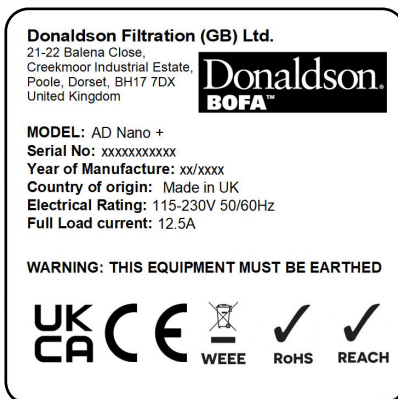 Donaldson Filtration (GB) Ltd.
21-22 Balena Close,
Creekmoor Industrial Estate,
Poole, Dorset, BH17 7DX
United Kingdom
Donaldson.
BOFA™
MODEL: AD Nano +
Serial No: xxxxxxxxxxx
Year of Manufacture: xx/xxxx
Country of origin: Made in UK
Electrical Rating: 115-230V 50/60Hz
Full Load current: 12.5A
WARNING: THIS EQUIPMENT MUST BE EARTHED
UK
CA
CE
WEEE
RoHS
REACH